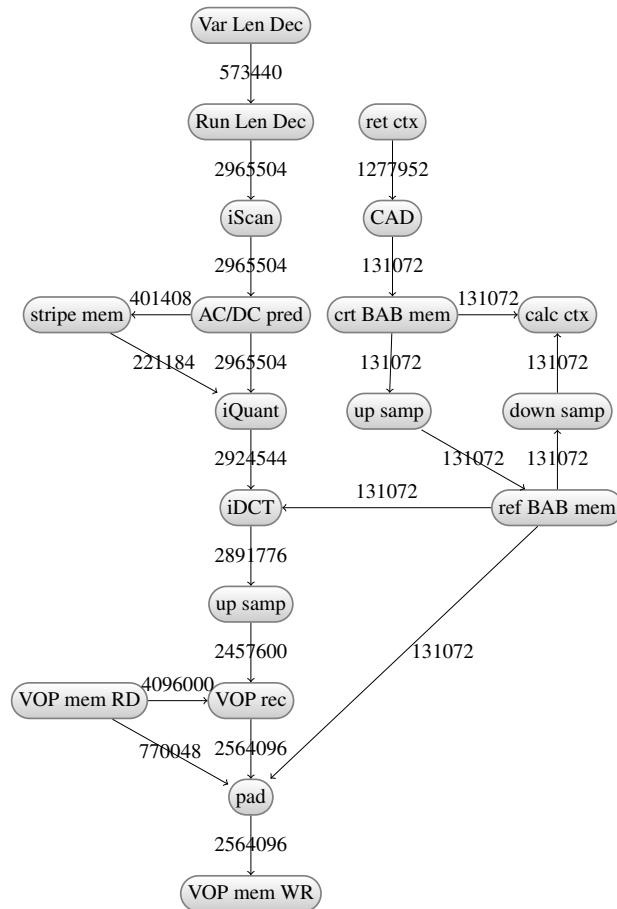 Var Len Dec
573440
Run Len Dec
ret ctx
2965504
1277952
iScan
CAD
2965504
131072
401408
131072
stripe mem
AC/DC pred
crt BAB mem
calc ctx
221184
2965504
131072
131072
iQuant
up samp
down samp
2924544
131072
131072
131072
iDCT
ref BAB mem
2891776
up samp
2457600
131072
4096000
VOP mem RD
VOP rec
770048
2564096
pad
2564096
VOP mem WR